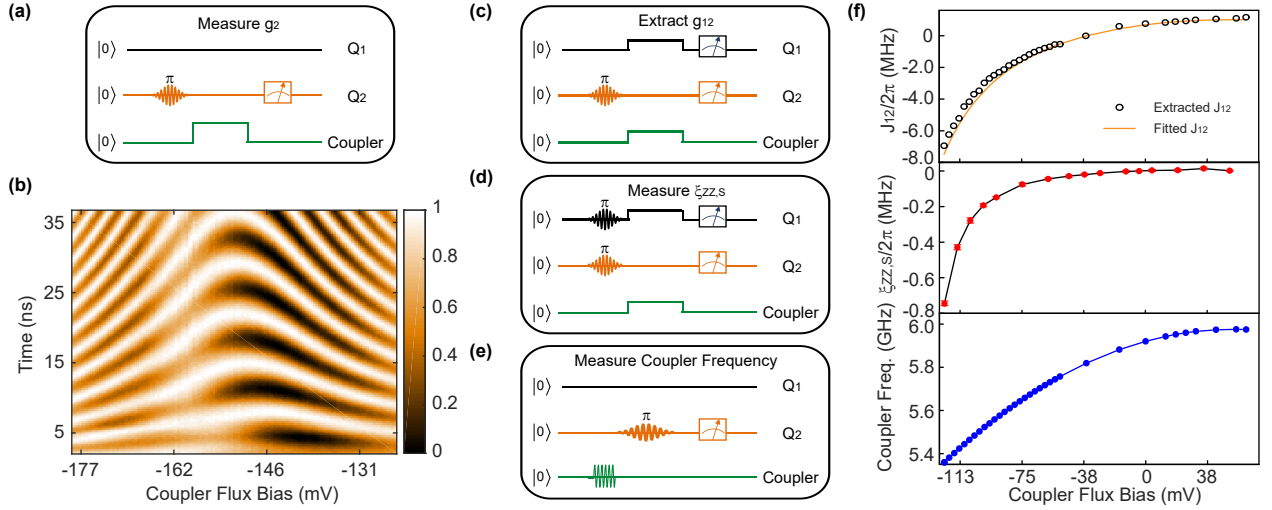 (a)
Measure g₂
|0⟩
Q₁
π
|0⟩
Q₂
|0⟩
Coupler
(b)
35
25
15
5
Time (ns)
-177
-162
-146
-131
Coupler Flux Bias (mV)
1
0.8
0.6
0.4
0.2
0
(c)
Extract g₁₂
|0⟩
Q₁
π
|0⟩
Q₂
|0⟩
Coupler
(d)
Measure ξZZ,S
π
|0⟩
Q₁
π
|0⟩
Q₂
|0⟩
Coupler
(e)
Measure Coupler Frequency
|0⟩
Q₁
π
|0⟩
Q₂
|0⟩
Coupler
(f)
J₁₂/2π (MHz)
0
-2.0
-4.0
-6.0
-8.0
Extracted J₁₂
Fitted J₁₂
ξZZ,S/2π (MHz)
0
-0.2
-0.4
-0.6
-0.8
Coupler Freq. (GHz)
6.0
5.8
5.6
5.4
-113
-75
-38
0
38
Coupler Flux Bias (mV)